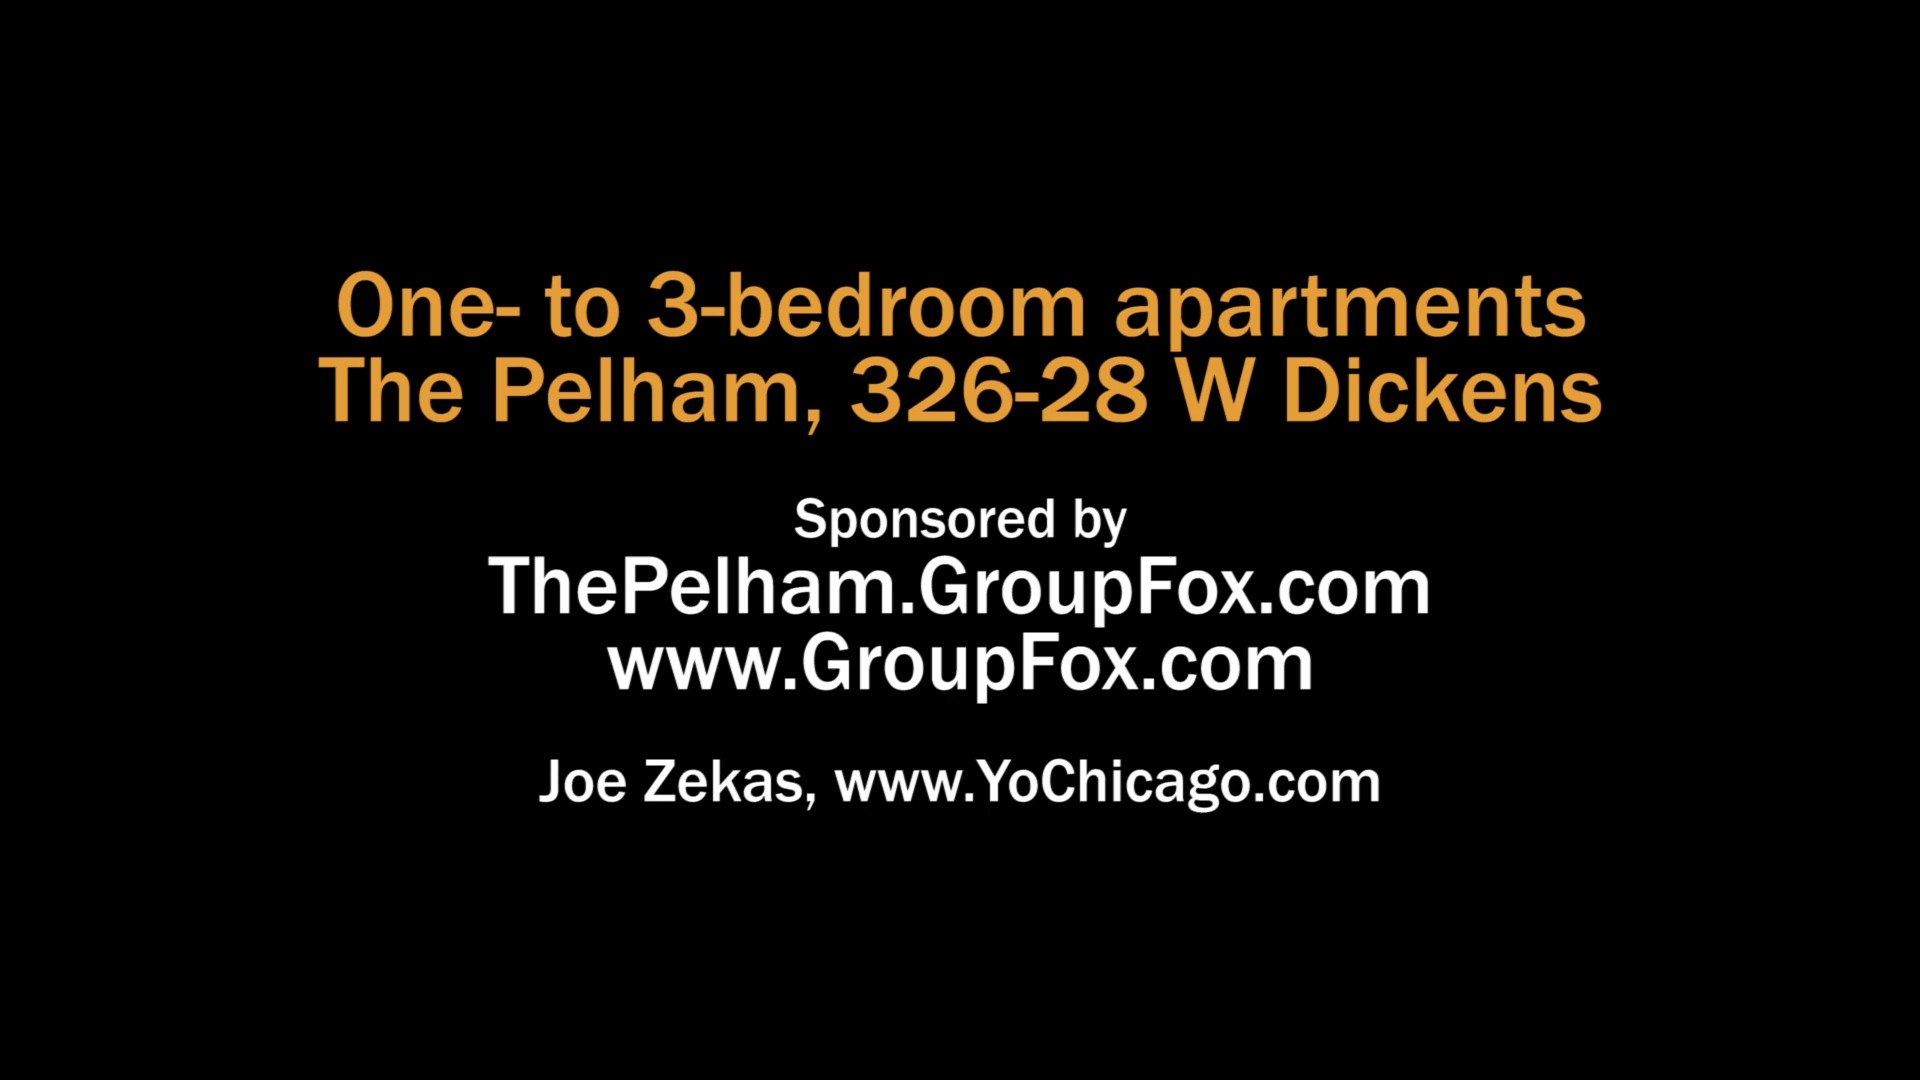 One- to 3-bedroom apartments
The Pelham, 326-28 W Dickens
Sponsored by
ThePelham.GroupFox.com
www.GroupFox.com
Joe Zekas, www.YoChicago.com